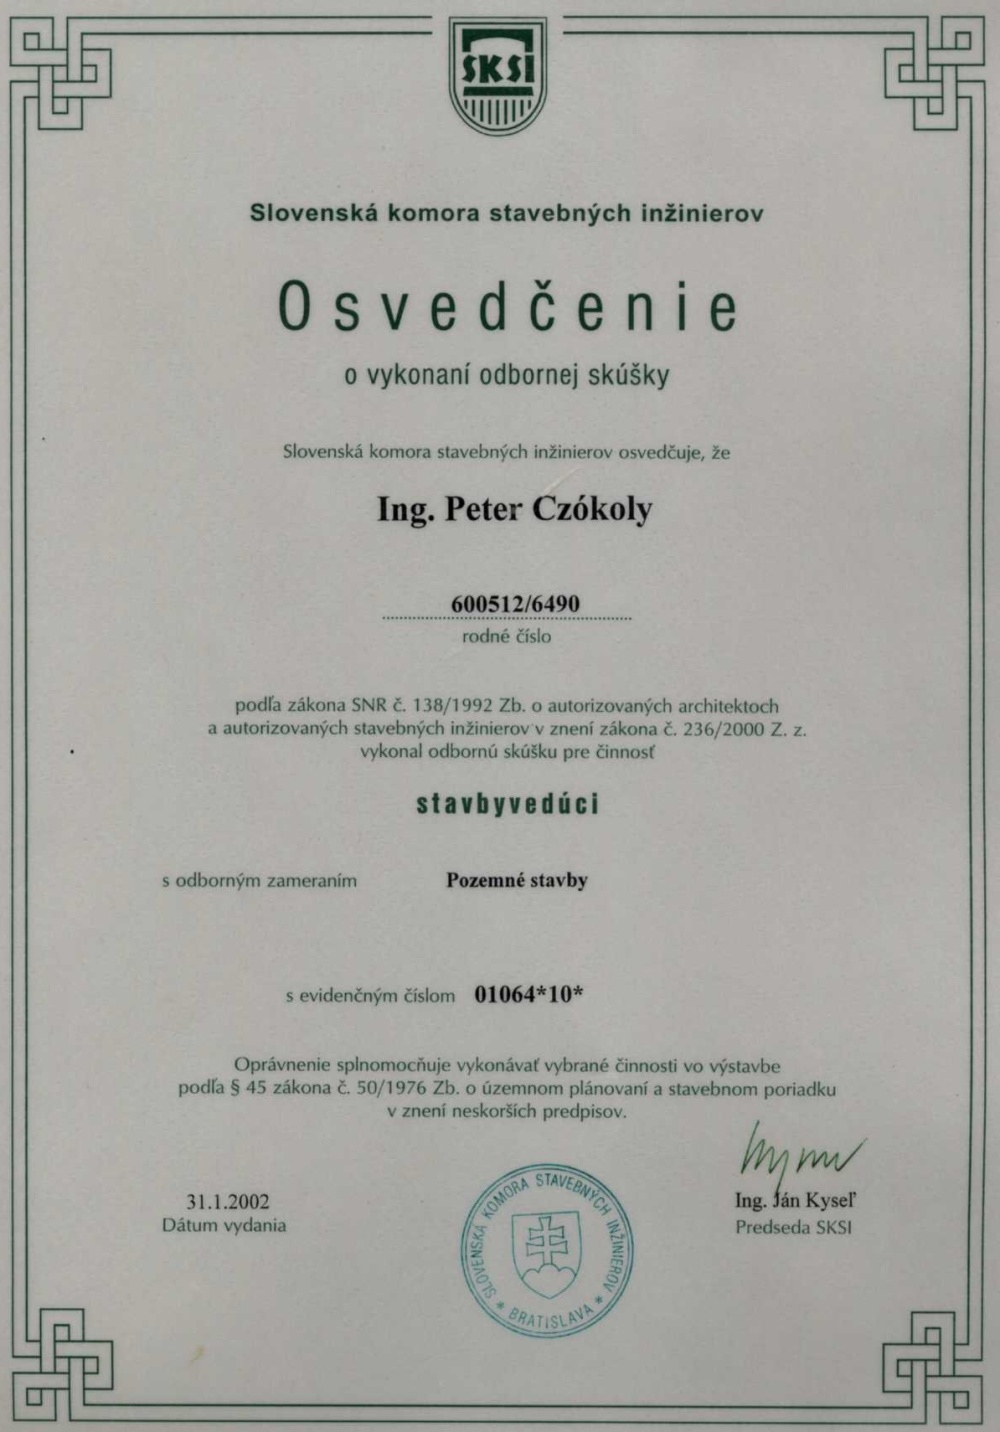 SKSI
Slovenská komora stavebných inžinierov
Osvedčenie
o vykonaní odbornej skúšky
Slovenská komora stavebných inžinierov osvedčuje, že
Ing. Peter Czókoly
600512/6490
rodné číslo
podľa zákona SNR č. 138/1992 Zb. o autorizovaných architektoch
a autorizovaných stavebných inžinierov v znení zákona č. 236/2000 Z. z.
vykonal odbornú skúšku pre činnosť
stavbyvedúci
s odborným zameraním Pozemné stavby
s evidenčným číslom 01064*10*
Oprávnenie splnomocňuje vykonávať vybrané činnosti vo výstavbe
podľa § 45 zákona č. 50/1976 Zb. o územnom plánovaní a stavebnom poriadku
v znení neskorších predpisov.
31.1.2002
Dátum vydania
SLOVENSKÁ KOMORA STAVEBNÝCH INŽINIEROV
* BRATISLAVA *
Ing. Ján Kyseľ
Predseda SKSI